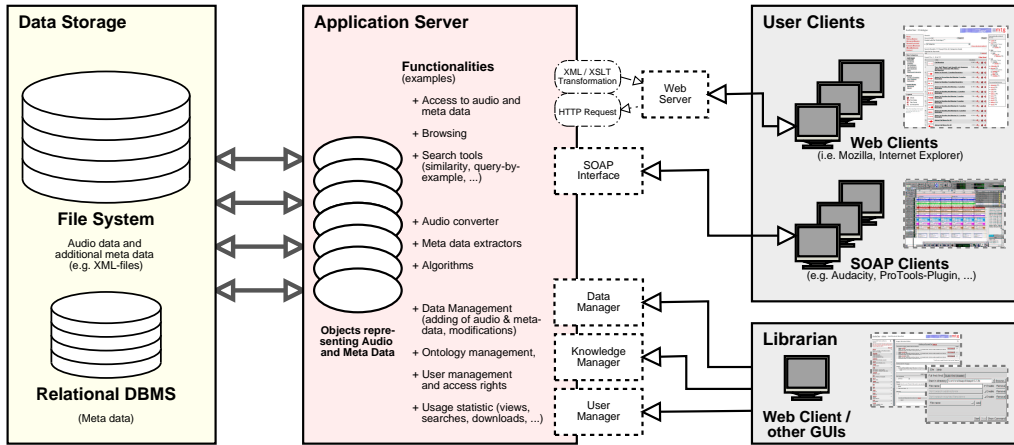 Data Storage
File System
Audio data and
additional meta data
(e.g. XML-files)
Relational DBMS
(Meta data)
Application Server
Functionalities
(examples)
+ Access to audio and
meta data
+ Browsing
+ Search tools
(similarity, query-by-
example, ...)
+ Audio converter
+ Meta data extractors
+ Algorithms
+ Data Management
(adding of audio & meta-
data, modifications)
+ Ontology management,
+ User management
and access rights
+ Usage statistic (views,
searches, downloads, ...)
Objects repre-
senting Audio
and Meta Data
XML / XSLT
Transformation
HTTP Request
Web
Server
SOAP
Interface
Data
Manager
Knowledge
Manager
User
Manager
User Clients
Web Clients
(i.e. Mozilla, Internet Explorer)
SOAP Clients
(e.g. Audacity, ProTools-Plugin, ...)
Librarian
Web Client /
other GUIs